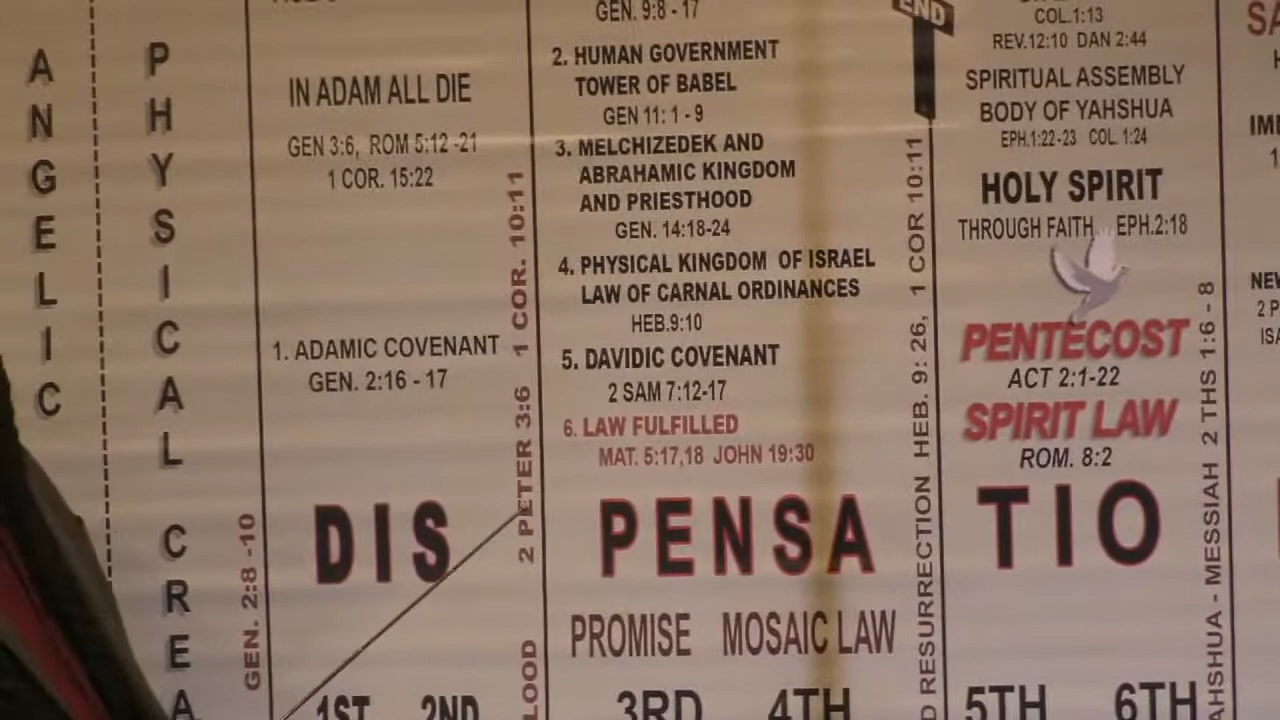 ANGELIC
PHYSICAL CREA
GEN. 2:8 -10
IN ADAM ALL DIE
GEN 3:6, ROM 5:12 -21
1 COR. 15:22
1. ADAMIC COVENANT
GEN. 2:16 - 17
DIS
1ST 2ND
LOOD 2 PETER 3:6 1 COR. 10:11
GEN. 9:8 - 17
2. HUMAN GOVERNMENT
TOWER OF BABEL
GEN 11: 1 - 9
3. MELCHIZEDEK AND
ABRAHAMIC KINGDOM
AND PRIESTHOOD
GEN. 14:18-24
4. PHYSICAL KINGDOM OF ISRAEL
LAW OF CARNAL ORDINANCES
HEB.9:10
5. DAVIDIC COVENANT
2 SAM 7:12-17
6. LAW FULFILLED
MAT. 5:17,18 JOHN 19:30
PENSA
PROMISE MOSAIC LAW
3RD 4TH
END
D RESURRECTION HEB. 9: 26, 1 COR 10:11
COL.1:13
REV.12:10 DAN 2:44
SPIRITUAL ASSEMBLY
BODY OF YAHSHUA
EPH.1:22-23 COL. 1:24
HOLY SPIRIT
THROUGH FAITH EPH.2:18
PENTECOST
ACT 2:1-22
SPIRIT LAW
ROM. 8:2
TIO
5TH 6TH
AHSHUA - MESSIAH 2 THS 1:6 - 8